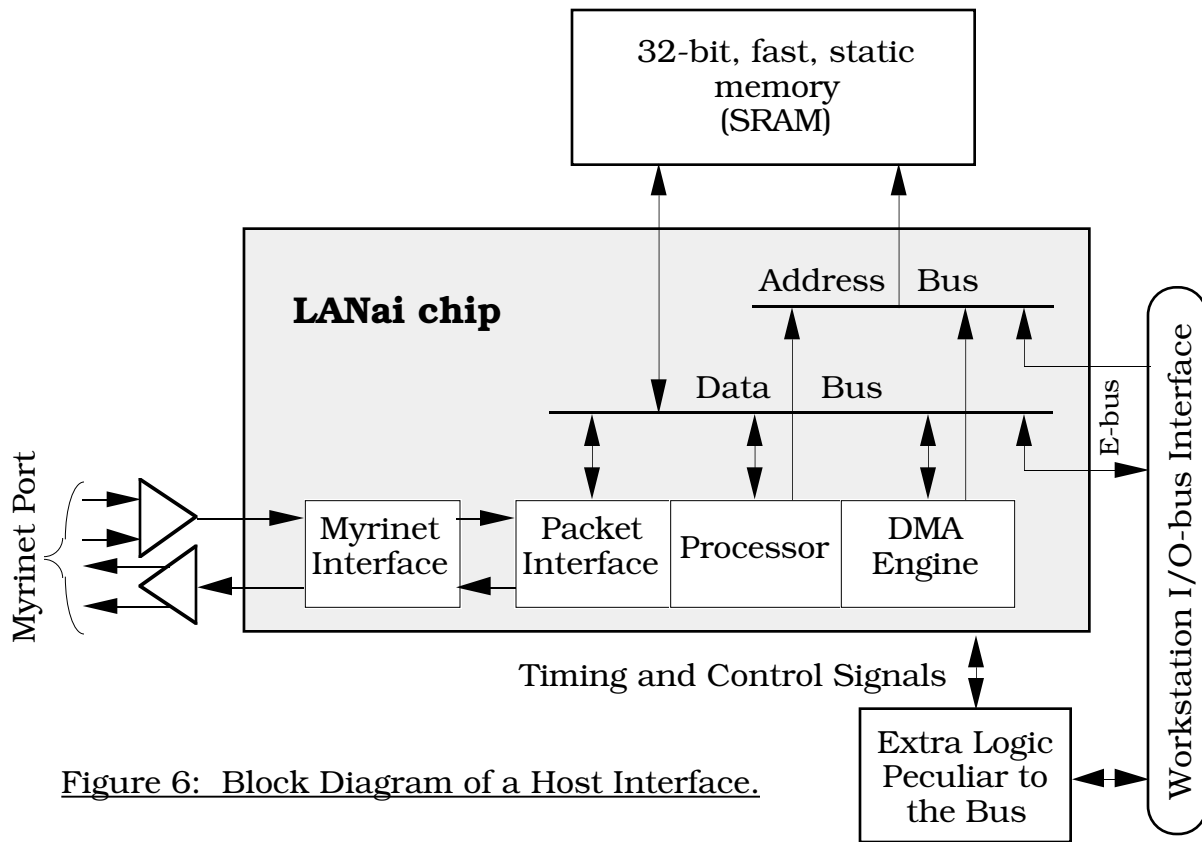 32-bit, fast, static
memory
(SRAM)
Address Bus
LANai chip
Data Bus
E-bus
Workstation I/O-bus Interface
Myrinet Port
Myrinet
Interface
Packet
Interface
Processor
DMA
Engine
Timing and Control Signals
Extra Logic
Peculiar to
the Bus
Figure 6: Block Diagram of a Host Interface.